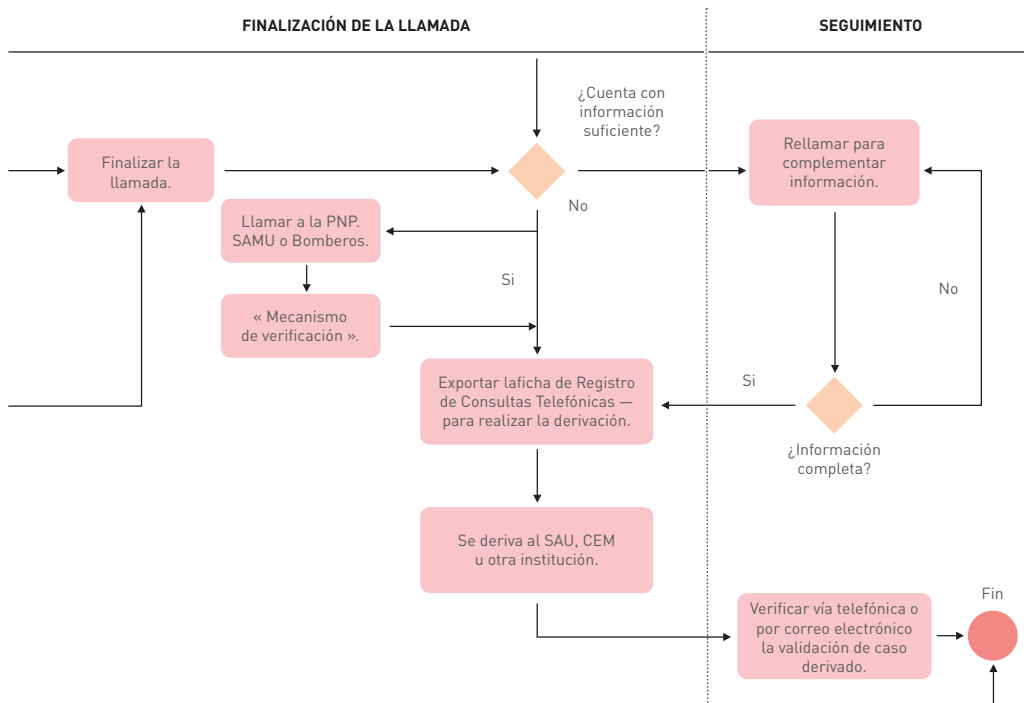 FINALIZACIÓN DE LA LLAMADA
SEGUIMIENTO
¿Cuenta con
información
suficiente?
Finalizar la
llamada.
Rellamar para
complementar
información.
No
Llamar a la PNP.
SAMU o Bomberos.
Si
No
« Mecanismo
de verificación ».
Exportar laficha de Registro
de Consultas Telefónicas —
para realizar la derivación.
Si
¿Información
completa?
Se deriva al SAU, CEM
u otra institución.
Verificar vía telefónica o
por correo electrónico
la validación de caso
derivado.
Fin